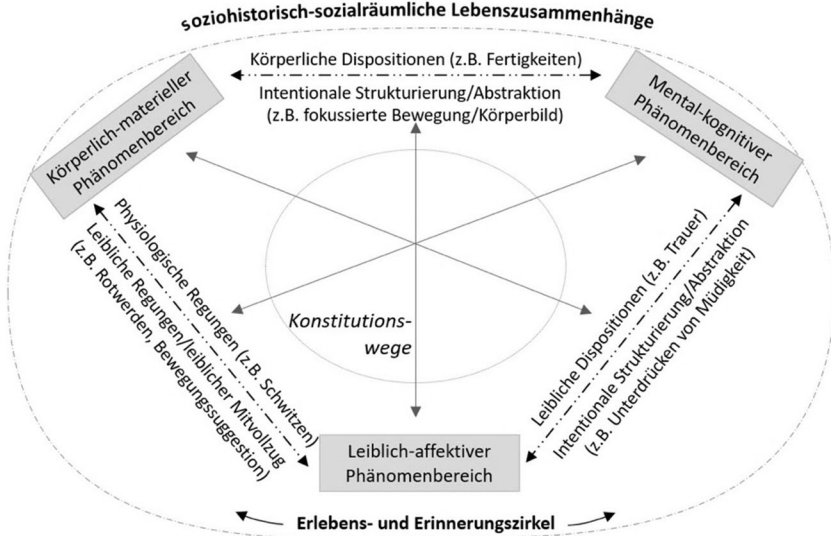 soziohistorisch-sozialräumliche Lebenszusammenhänge
Körperliche Dispositionen (z.B. Fertigkeiten)
Intentionale Strukturierung/Abstraktion
(z.B. fokussierte Bewegung/Körperbild)
Körperlich-materieller
Phänomenbereich
Mental-kognitiver
Phänomenbereich
Physiologische Regungen (z.B. Schwitzen)
Leibliche Regungen/leiblicher Mitvollzug
(z.B. Rotwerden, Bewegungssuggestion)
Konstitutions-
wege
Leibliche Dispositionen (z.B. Trauer)
Intentionale Strukturierung/Abstraktion
(z.B. Unterdrücken von Müdigkeit)
Leiblich-affektiver
Phänomenbereich
Erlebens- und Erinnerungszirkel